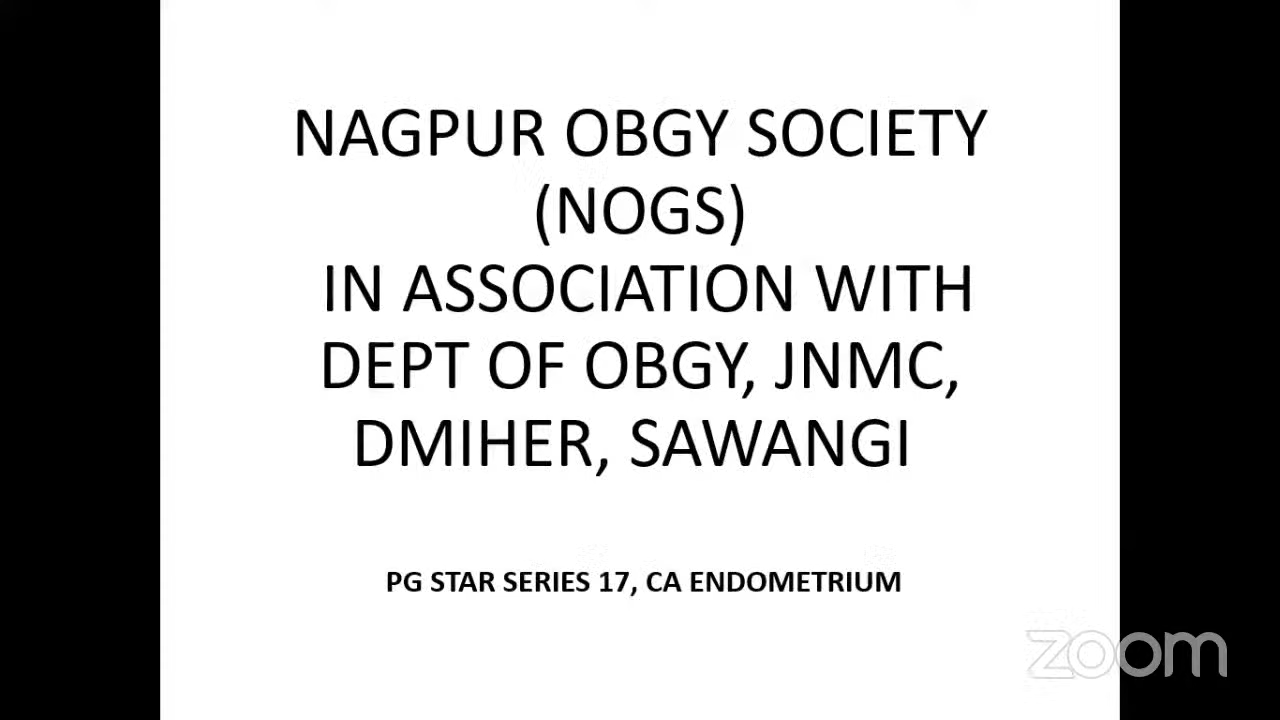 NAGPUR OBGY SOCIETY
(NOGS)
IN ASSOCIATION WITH
DEPT OF OBGY, JNMC,
DMIHER, SAWANGI
PG STAR SERIES 17, CA ENDOMETRIUM
zoom